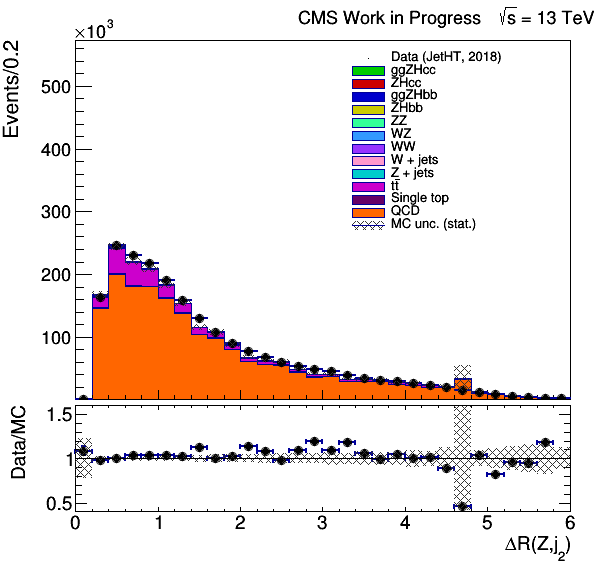 CMS Work in Progress √s = 13 TeV
×10³
Events/0.2
500
400
300
200
100
Data (JetHT, 2018)
ggZHcc
ZHcc
ggZHbb
ZHbb
ZZ
WZ
WW
W + jets
Z + jets
tt̄
Single top
QCD
MC unc. (stat.)
Data/MC
1.5
1
0.5
0 1 2 3 4 5 6
ΔR(Z,j₂)